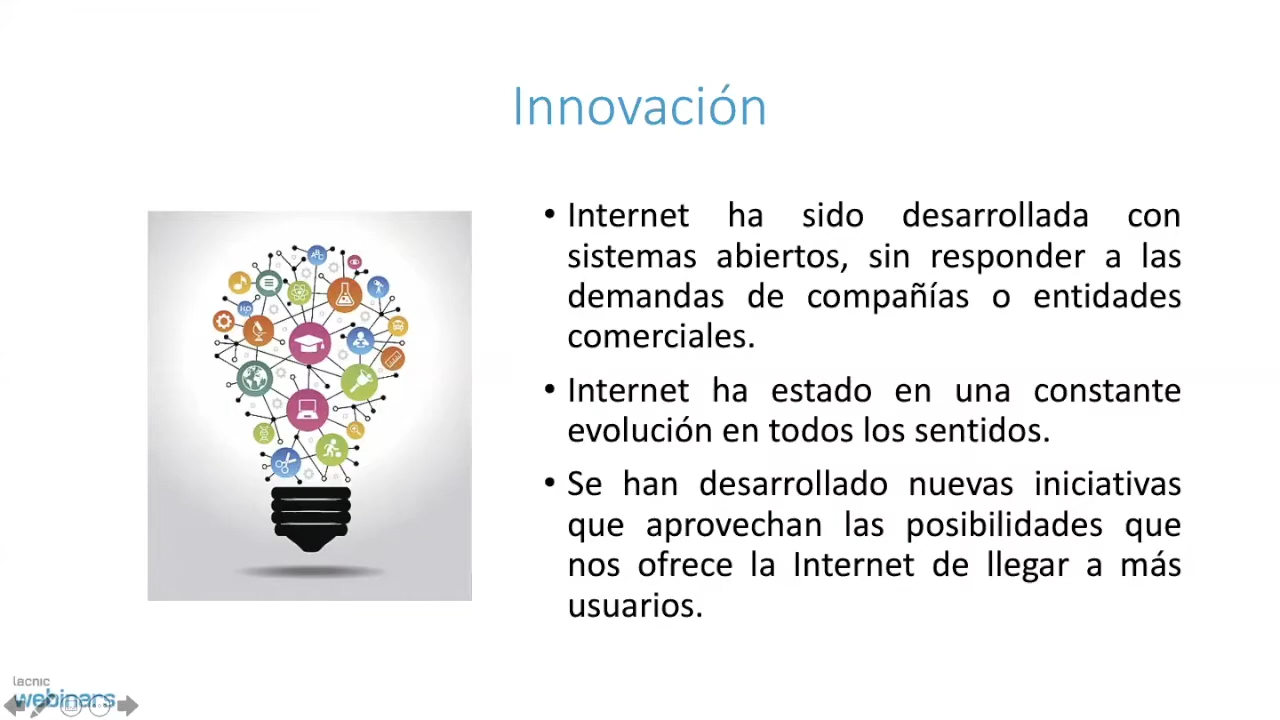 Innovación
• Internet ha sido desarrollada con
sistemas abiertos, sin responder a las
demandas de compañías o entidades
comerciales.
• Internet ha estado en una constante
evolución en todos los sentidos.
• Se han desarrollado nuevas iniciativas
que aprovechan las posibilidades que
nos ofrece la Internet de llegar a más
usuarios.
ABC
H₂O
lacnic
webinars